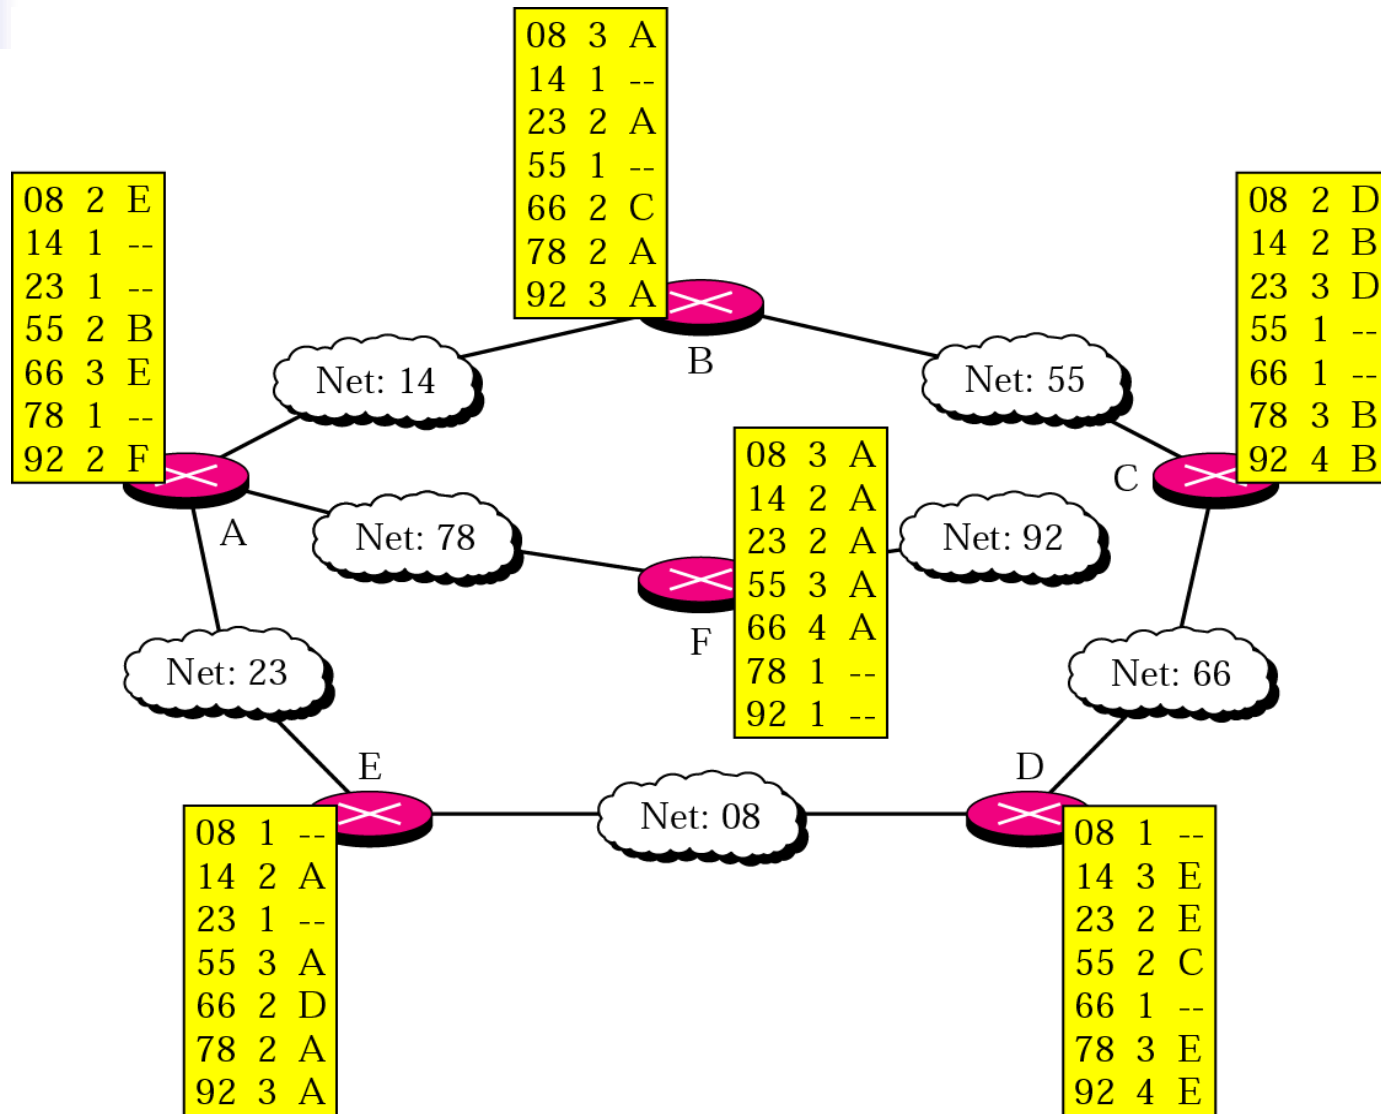 08 3 A
14 1 --
23 2 A
55 1 --
66 2 C
78 2 A
92 3 A
B
08 2 E
14 1 --
23 1 --
55 2 B
66 3 E
78 1 --
92 2 F
A
08 2 D
14 2 B
23 3 D
55 1 --
66 1 --
78 3 B
92 4 B
C
Net: 14
Net: 55
08 3 A
14 2 A
23 2 A
55 3 A
66 4 A
78 1 --
92 1 --
F
Net: 78
Net: 92
Net: 23
Net: 66
E
D
Net: 08
08 1 --
14 2 A
23 1 --
55 3 A
66 2 D
78 2 A
92 3 A
08 1 --
14 3 E
23 2 E
55 2 C
66 1 --
78 3 E
92 4 E